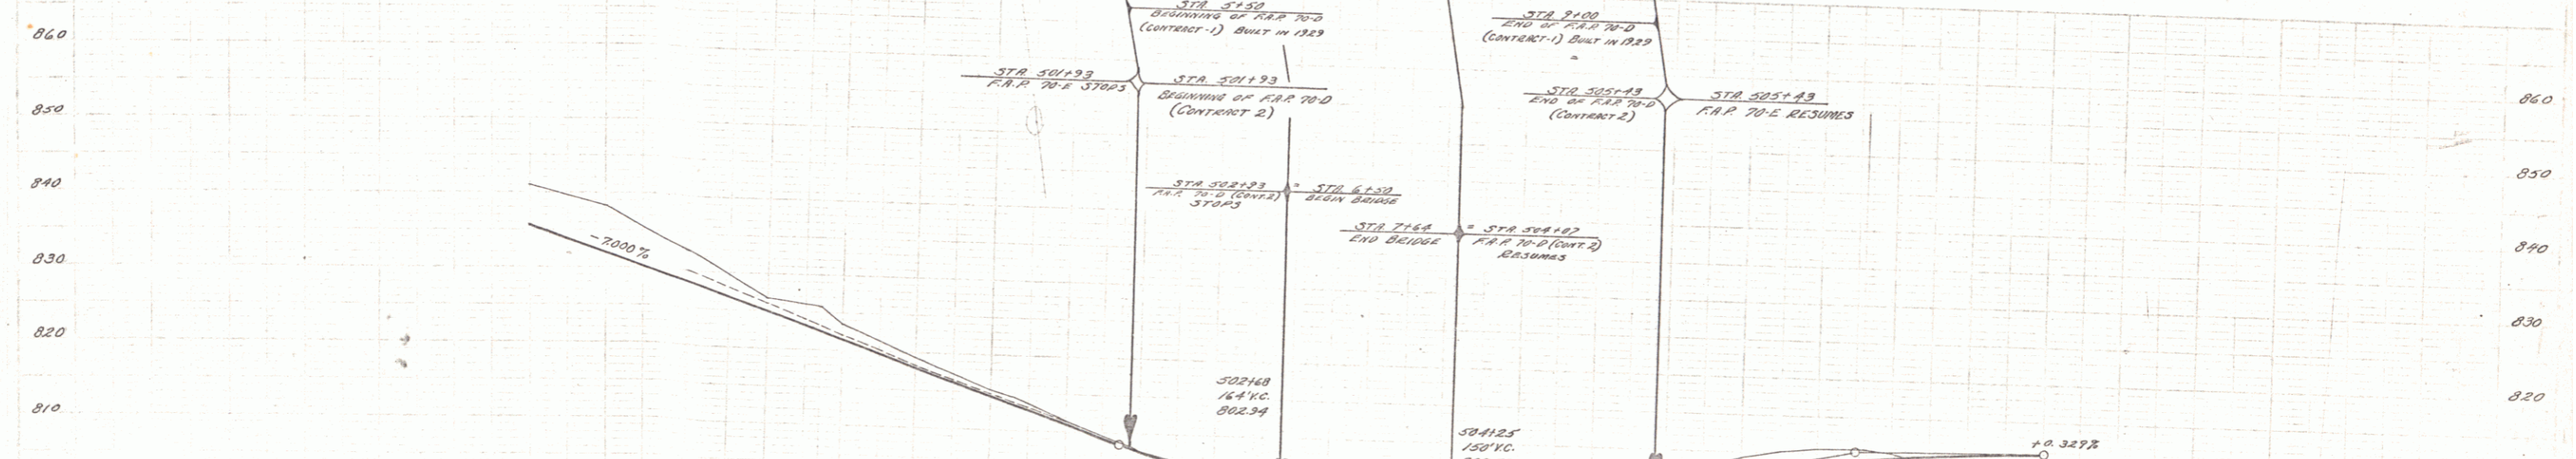 STA. 5+50
BEGINNING OF F.A.P. 70-D
(CONTRACT-1) BUILT IN 1929
STA. 9+00
END OF F.A.P. 70-D
(CONTRACT-1) BUILT IN 1929
860
STA. 501+93
F.A.P. 70-E STOPS
STA. 501+93
BEGINNING OF F.A.P. 70-D
(CONTRACT 2)
STA. 505+43
END OF F.A.P. 70-D
(CONTRACT 2)
STA. 505+43
F.A.P. 70-E RESUMES
860
850
850
840
STA. 502+93
F.A.P. 70-D (CONT.2)
STOPS
= STA. 6+50
BEGIN BRIDGE
STA. 7+64
END BRIDGE
= STA. 504+07
F.A.P. 70-D (CONT. 2)
RESUMES
840
-7.000%
830
830
820
502+68
164' V.C.
802.94
820
810
504+25
150' V.C.
+0.329%